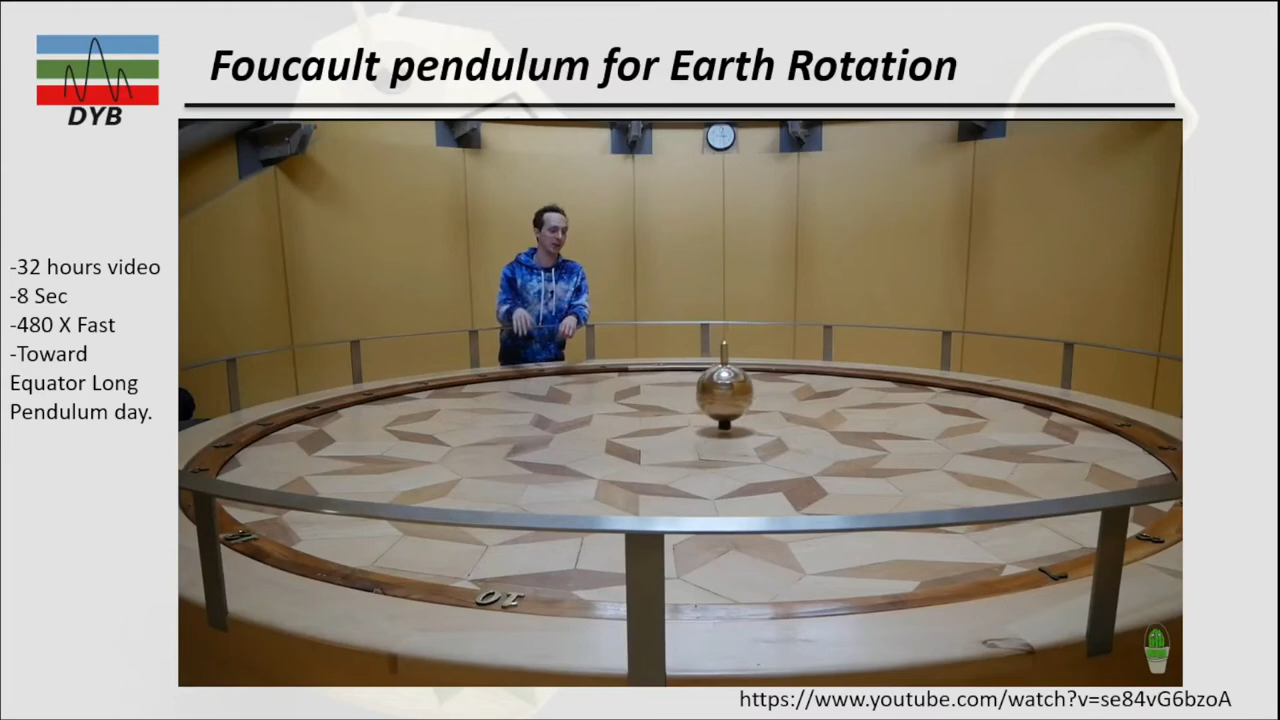 DYB
Foucault pendulum for Earth Rotation
-32 hours video
-8 Sec
-480 X Fast
-Toward
Equator Long
Pendulum day.
10
https://www.youtube.com/watch?v=se84vG6bzoA